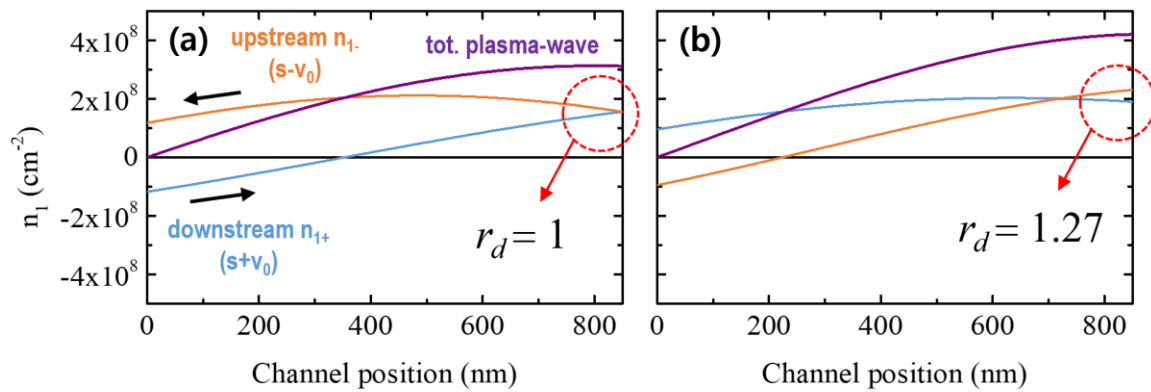 (a)
upstream n1-
(s-v0)
tot. plasma-wave
downstream n1+
(s+v0)
rd = 1
4x10^8
2x10^8
0
-2x10^8
-4x10^8
n1 (cm^-2)
0 200 400 600 800
Channel position (nm)
(b)
rd = 1.27
0 200 400 600 800
Channel position (nm)